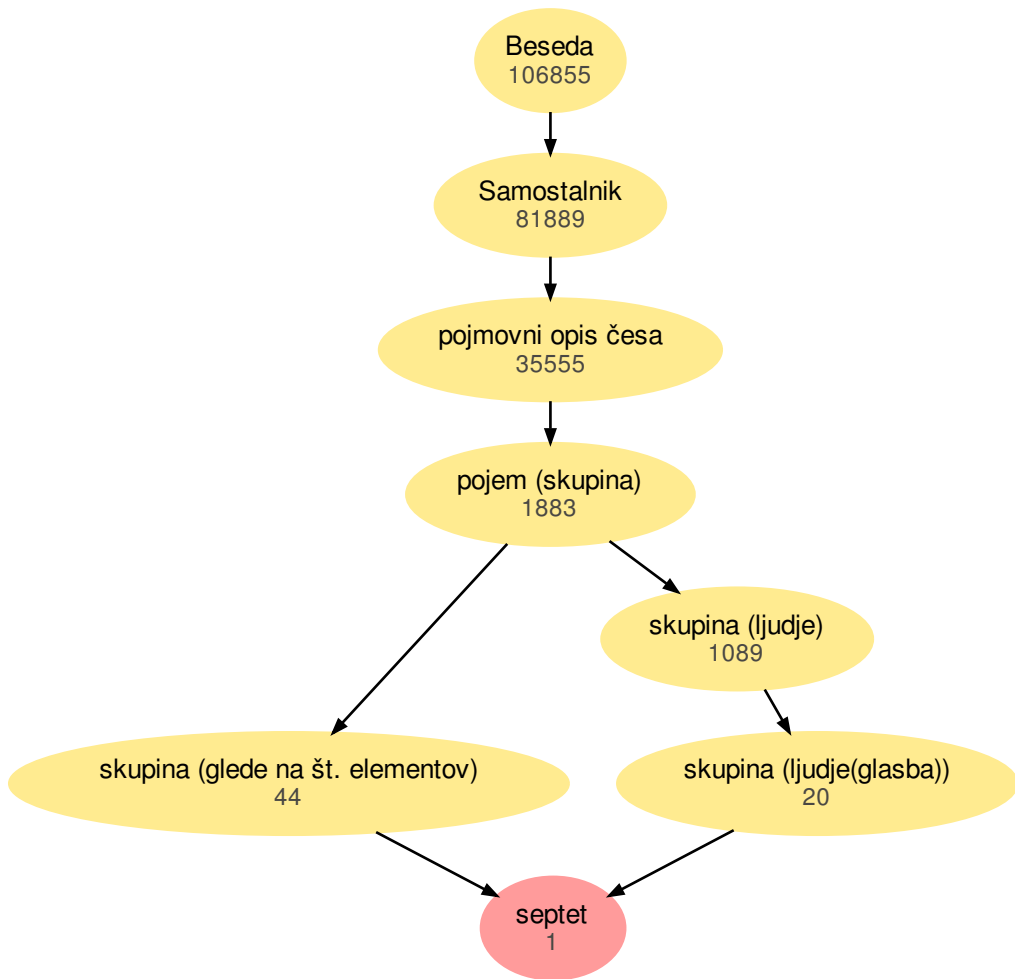 Beseda
106855
Samostalnik
81889
pojmovni opis česa
35555
pojem (skupina)
1883
skupina (ljudje)
1089
skupina (glede na št. elementov)
44
skupina (ljudje(glasba))
20
septet
1